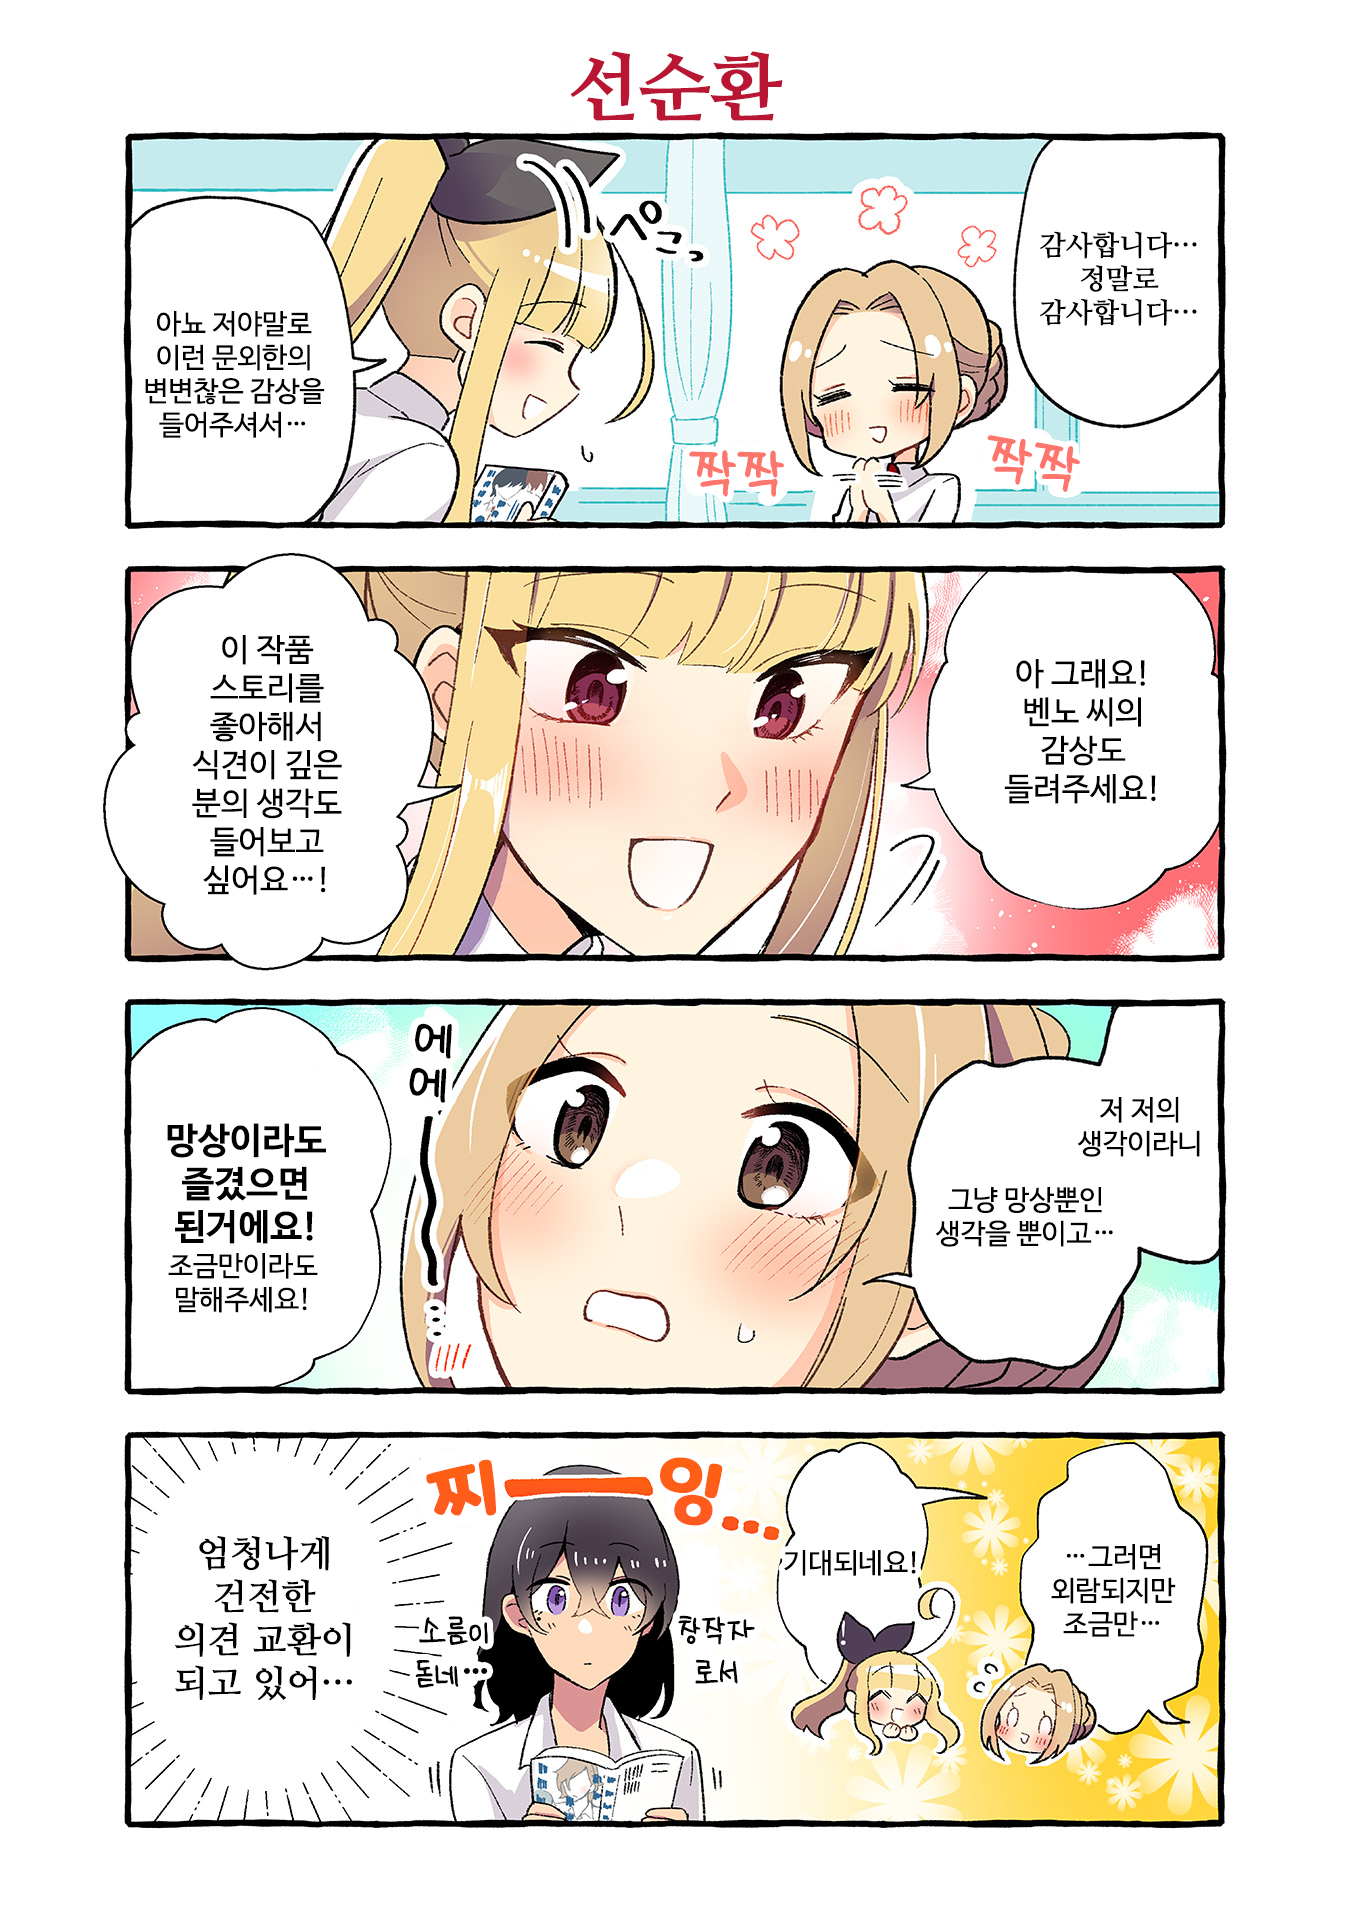 선순환
감사합니다…
정말로
감사합니다…
ぺこっ
짝짝
짝짝
아뇨 저야말로
이런 문외한의
변변찮은 감상을
들어주셔서…
아 그래요!
벤노 씨의
감상도
들려주세요!
이 작품
스토리를
좋아해서
식견이 깊은
분의 생각도
들어보고
싶어요…!
저 저의
생각이라니
그냥 망상뿐인
생각을 뿐이고…
에
에ー……
망상이라도
즐겼으면
된거에요!
조금만이라도
말해주세요!
…그러면
외람되지만
조금만…
기대되네요!
찌ー잉...
창작자
로서
소름이
돋네…
엄청나게
건전한
의견 교환이
되고 있어…